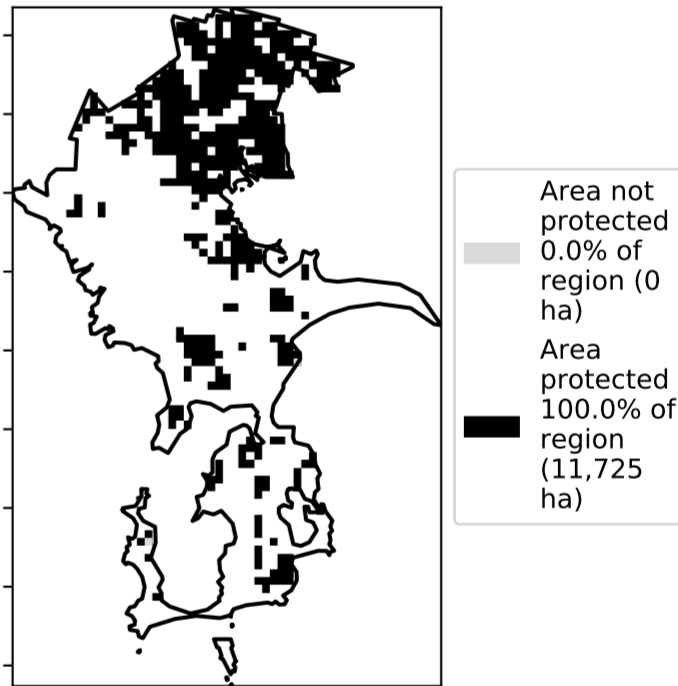 Area not
protected
0.0% of
region (0
ha)
Area
protected
100.0% of
region
(11,725
ha)